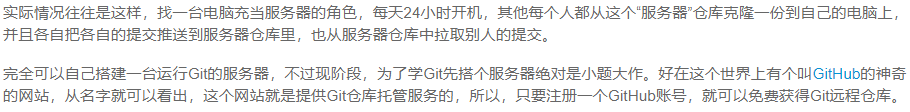 实际情况往往是这样，找一台电脑充当服务器的角色，每天24小时开机，其他每个人都从这个“服务器”仓库克隆一份到自己的电脑上，
并且各自把各自的提交推送到服务器仓库里，也从服务器仓库中拉取别人的提交。
完全可以自己搭建一台运行Git的服务器，不过现阶段，为了学Git先搭个服务器绝对是小题大作。好在这个世界上有个叫GitHub的神奇
的网站，从名字就可以看出，这个网站就是提供Git仓库托管服务的，所以，只要注册一个GitHub账号，就可以免费获得Git远程仓库。